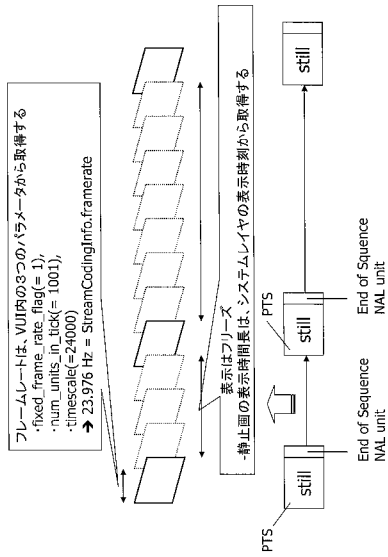 フレームレートは、VUI内の3つのパラメータから取得する
・fixed_frame_rate_flag(= 1),
・num_units_in_tick(= 1001),
・timescale(=24000)
➔ 23.976 Hz = StreamCodingInfo.framerate
表示はフリーズ
-静止画の表示時間長は、システムレイヤの表示時刻から取得する
PTS
still
End of Sequence
NAL unit
PTS
still
End of Squence
NAL unit
still